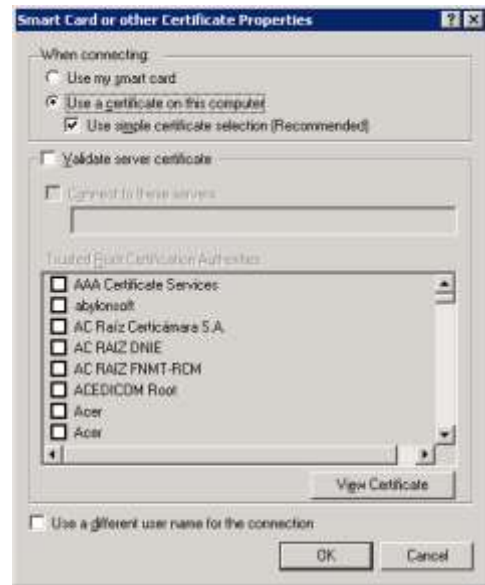 Smart Card or other Certificate Properties
When connecting:
Use my smart card
Use a certificate on this computer
Use simple certificate selection (Recommended)
Validate server certificate
Connect to these servers:
Trusted Root Certification Authorities:
AAA Certificate Services
abylonsoft
AC Raíz Certicámara S.A.
AC RAIZ DNIE
AC RAIZ FNMT-RCM
ACEDICOM Root
Acer
Acer
View Certificate
Use a different user name for the connection
OK
Cancel